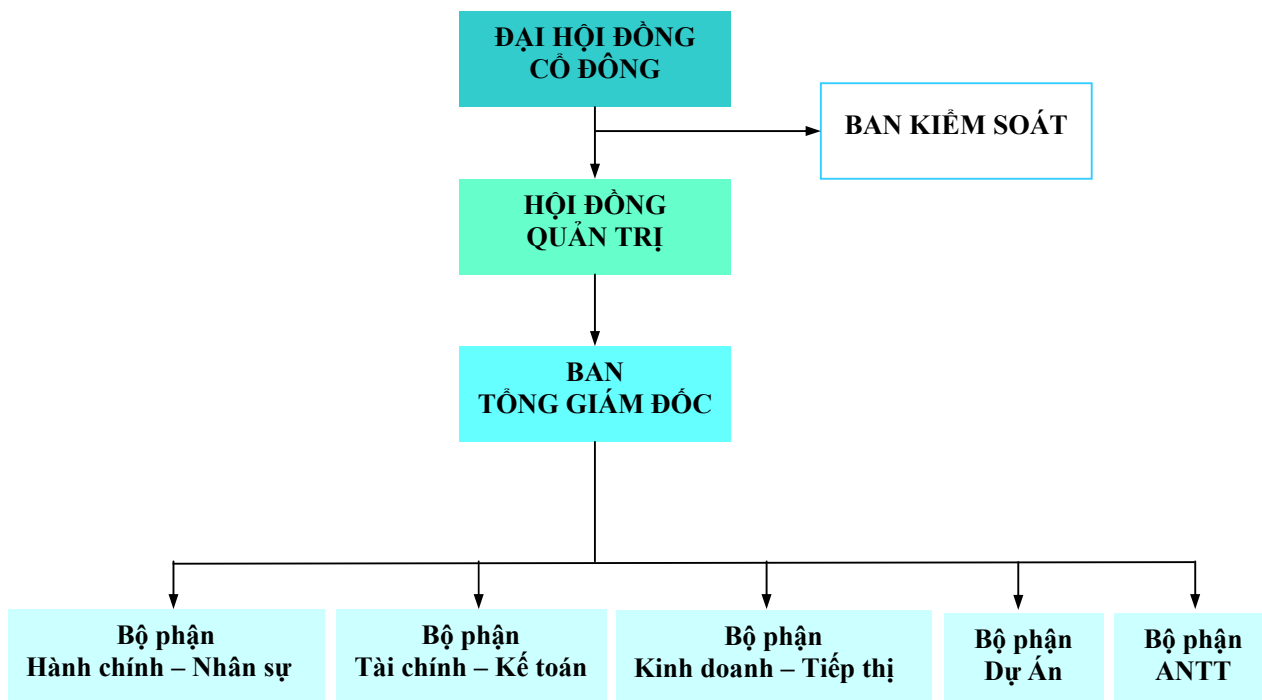 ĐẠI HỘI ĐỒNG
CỔ ĐÔNG
BAN KIỂM SOÁT
HỘI ĐỒNG
QUẢN TRỊ
BAN
TỔNG GIÁM ĐỐC
Bộ phận
Hành chính – Nhân sự
Bộ phận
Tài chính – Kế toán
Bộ phận
Kinh doanh – Tiếp thị
Bộ phận
Dự Án
Bộ phận
ANTT